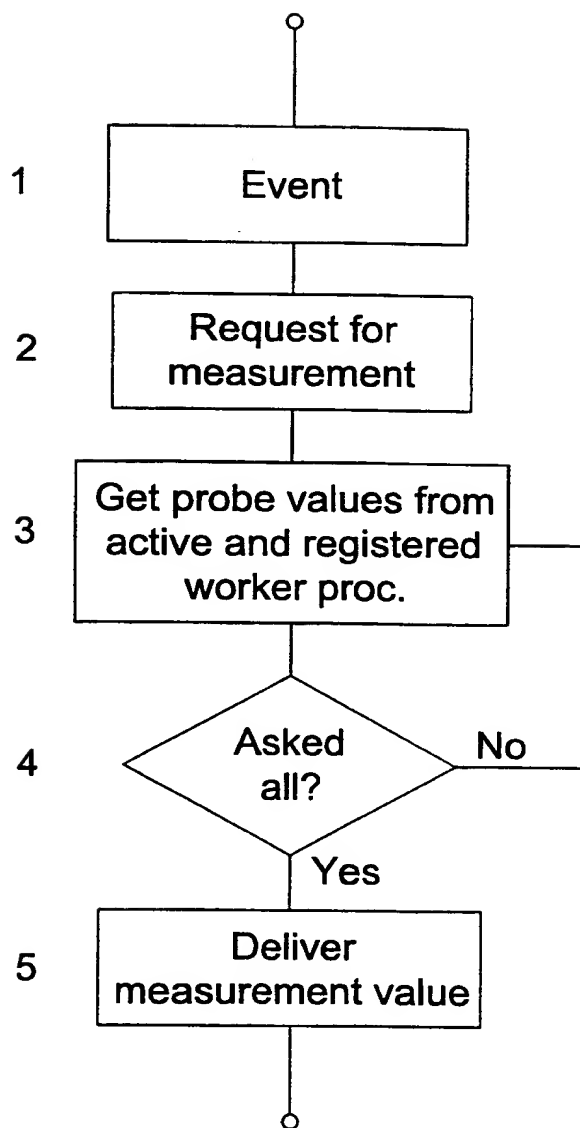 1
Event
2
Request for
measurement
3
Get probe values from
active and registered
worker proc.
4
Asked
all?
No
Yes
5
Deliver
measurement value